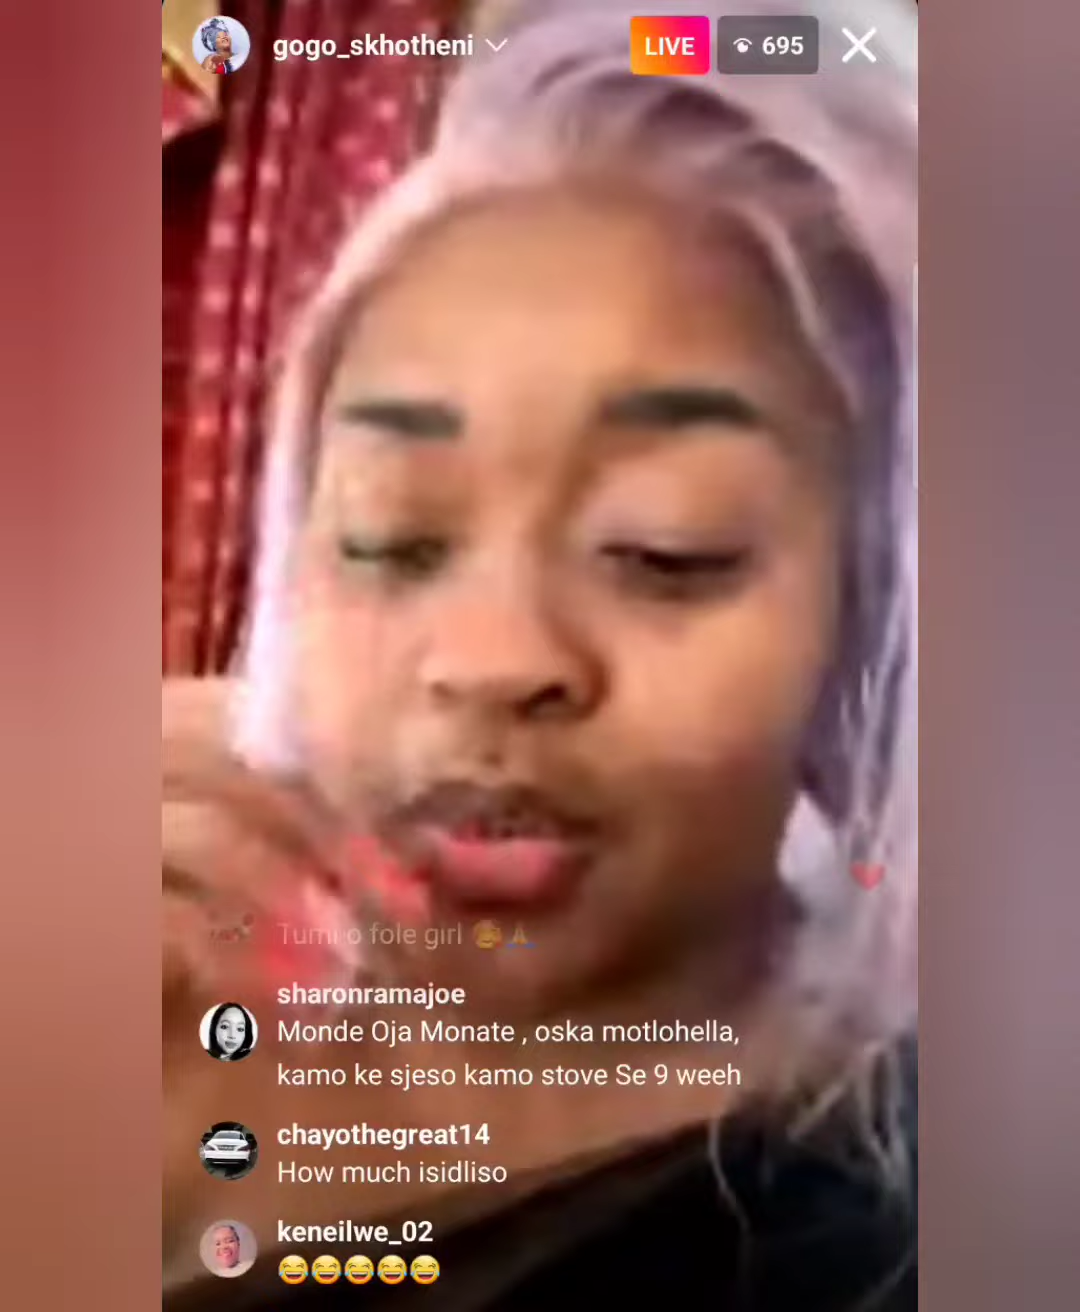 gogo_skhotheni
LIVE
695
Tumi o fole girl 🥰🙏
sharonramajoe
Monde Oja Monate , oska motlohella,
kamo ke sjeso kamo stove Se 9 weeh
chayothegreat14
How much isidliso
keneilwe_02
😂😂😂😂😂